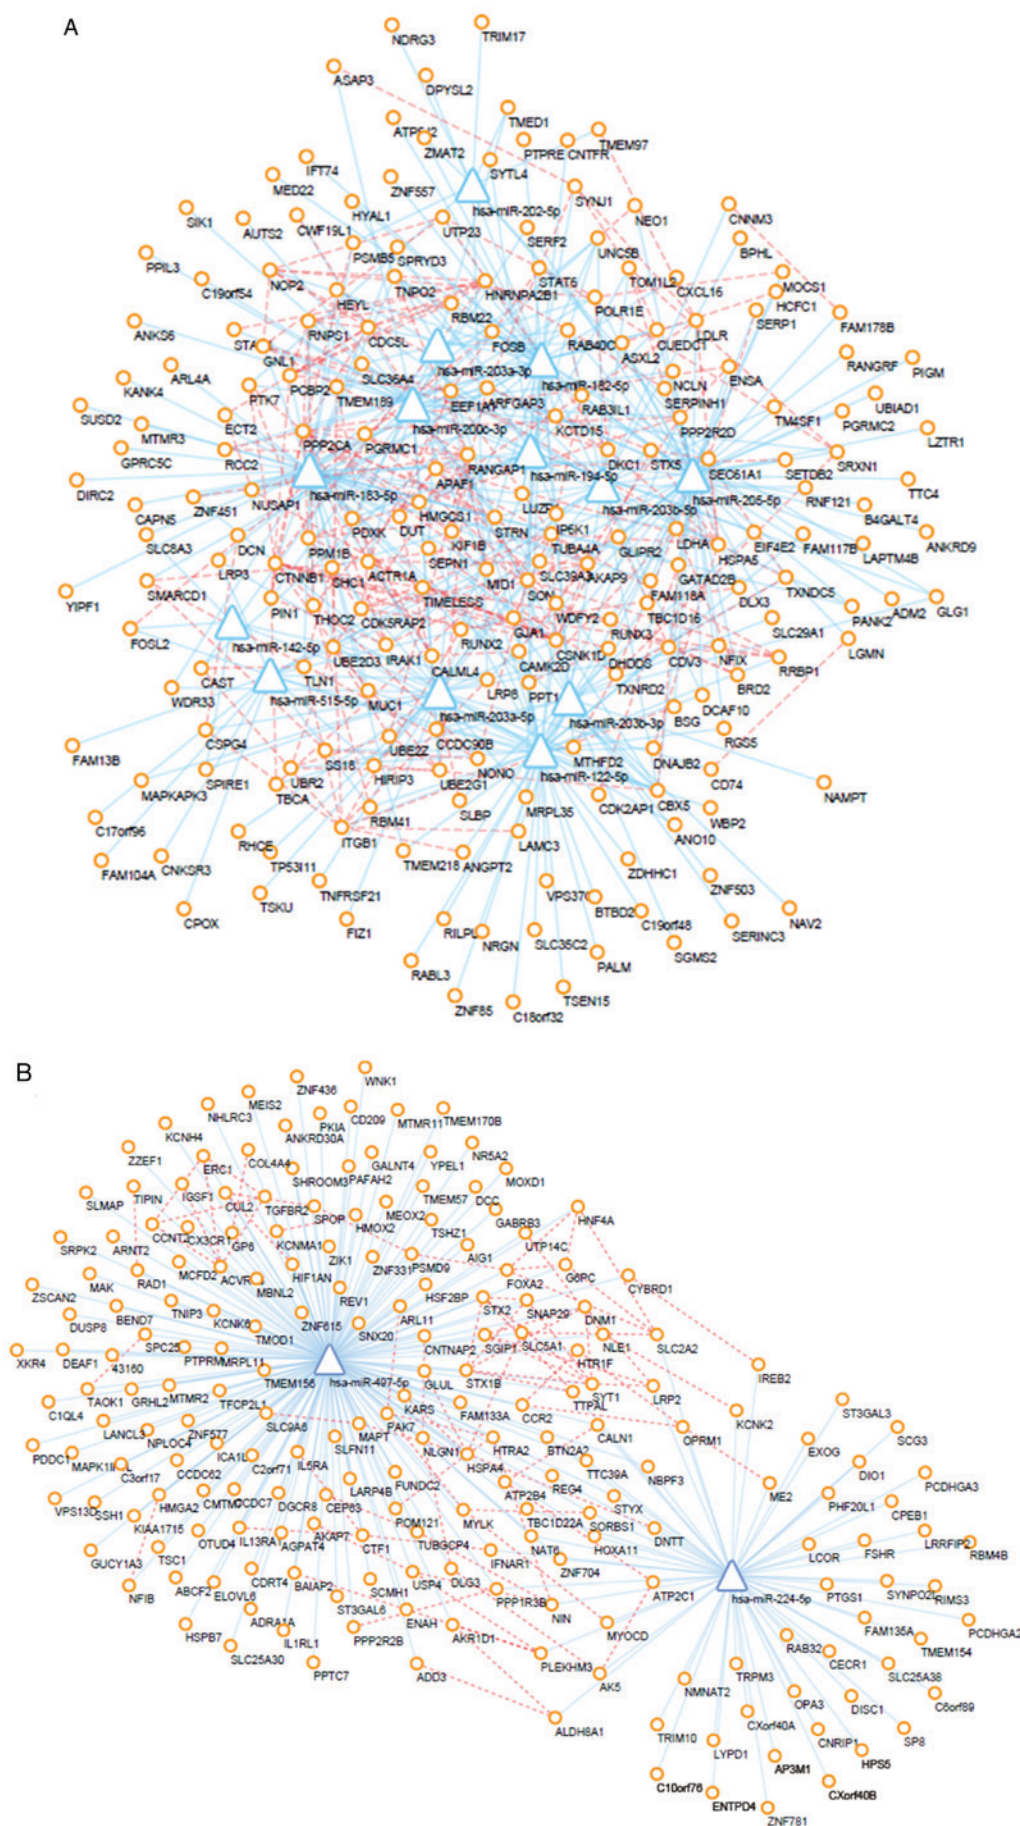 A
NDRG3
TRIM17
ASAP3
DPYSL2
TMED1
ZMAT2
PTPRE
CNTFR
TMEM97
IFT74
SYTL4
MED22
ZNF557
hsa-miR-202-5p
SYNJ1
SIK1
HYAL1
NEO1
CNNM3
AUTS2
CWF19L1
UTP23
SERF2
UNC5B
BPHL
PPIL3
PSMB5
SPRYD3
C19orf54
NOP2
TNPO2
STAT6
TOM1L2
CXCL16
MOCS1
HEYL
HNRNPA2B1
HCFC1
RBM22
POLR1E
SERP1
ANKS6
RNPS1
LDLR
FAM178B
CDC5L
FOSB
RAB40C
CUEDC1
GNL1
ASXL2
RANGRF
PIGM
ARL4A
SLC36A4
hsa-miR-203a-3p
hsa-miR-182-5p
NCLN
ENSA
KANK4
PTK7
PCBP2
TMEM189
ARFGAP3
SERPINH1
UBIAD1
SUSD2
EEF1A1
RAB3IL1
TM4SF1
PGRMC2
MTMR3
ECT2
hsa-miR-200c-3p
KCTD15
PPP2R2D
LZTR1
GPRC5C
RCC2
PPP2CA
PGRMC1
RANGAP1
DKC1
STX5
SRXN1
hsa-miR-194-5p
SEC61A1
SETDB2
DIRC2
hsa-miR-183-5p
APAF1
hsa-miR-203b-5p
hsa-miR-205-5p
TTC4
CAPN5
NUSAP1
RNF121
ZNF451
HMGCS1
B4GALT4
PDXK
DUT
STRN
IP6K1
SLC8A3
DCN
KIF1B
TUBA4A
GLIPR2
LDHA
EIF4E2
FAM117B
ANKRD9
PPM1B
HSPA5
LAPTM4B
LRP3
SEPN1
CTNNB1
SHC1
ACTR1A
MID1
SLC39A3
AKAP9
GATAD2B
YIPF1
SMARCD1
SON
FAM118A
DLX3
TXNDC5
PIN1
TIMELESS
ADM2
GLG1
THOC2
CDK5RAP2
WDFY2
TBC1D16
PANK2
FOSL2
GJA1
RUNX3
SLC29A1
hsa-miR-142-5p
RUNX2
UBE2D3
IRAK1
CSNK1D
NFIX
LGMN
CALML4
CAMK2D
DHDDS
CDV3
RRBP1
CAST
TLN1
LRP8
PPT1
TXNRD2
BRD2
WDR33
hsa-miR-515-5p
MUC1
hsa-miR-203a-5p
hsa-miR-203b-3p
DCAF10
BSG
CSPG4
UBE2Z
CCDC90B
RGS5
FAM13B
SS18
hsa-miR-122-5p
MTHFD2
DNAJB2
SPIRE1
UBR2
HIRIP3
NONO
CD74
MAPKAPK3
TBCA
UBE2G1
NAMPT
CDK2AP1
CBX5
RBM41
SLBP
MRPL35
WBP2
C17orf96
ANO10
RHCE
ITGB1
LAMC3
TP53I11
TMEM218
ANGPT2
FAM104A
CNKSR3
ZDHHC1
ZNF503
TNFRSF21
TSKU
BTBD2
CPOX
C19orf48
NAV2
FIZ1
SERINC3
NRGN
SLC35C2
SGMS2
RABL3
PALM
ZNF85
TSEN15
C18orf32
B
WNK1
ZNF436
MEIS2
NHLRC3
PKIA
CD209
MTMR11
TMEM170B
KCNH4
ANKRD30A
ZZEF1
ERC1
COL4A4
GALNT4
YPEL1
NR5A2
SHROOM3
PAFAH2
MOXD1
SLMAP
TIPIN
IGSF1
TMEM57
DCC
CUL2
TGFBR2
SPOP
MEOX2
GABRB3
HNF4A
HMOX2
TSHZ1
SRPK2
ARNT2
CCNT2
CX3CR1
GP6
KCNMA1
UTP14C
ZIK1
AIG1
MCFD2
ZNF331
PSMD9
MAK
RAD1
HIF1AN
FOXA2
G6PC
CYBRD1
ZSCAN2
MBNL2
REV1
HSF2BP
BEND7
TNIP3
STX2
SNAP29
DUSP8
KCNK6
ZNF615
ARL11
DNM1
TMOD1
SNX20
XKR4
DEAF1
43160
SPC25
PTPRM
MRPL11
CNTNAP2
SGIP1
SLC5A1
NLE1
SLC2A2
TMEM156
hsa-miR-497-5p
GLUL
HTR1F
IREB2
TAOK1
GRHL2
MTMR2
STX1B
SYT1
C1QL4
TFCP2L1
KARS
TTPAL
LRP2
FAM133A
KCNK2
LANCL3
SLC9A6
PAK7
CCR2
ST3GAL3
NPLOC4
ZNF577
MAPT
CALN1
OPRM1
PDDC1
ICA1L
SLFN11
NLGN1
HTRA2
BTN2A2
EXOG
SCG3
C3orf17
CCDC62
C2orf71
IL5RA
HSPA4
TTC39A
NBPF3
DIO1
VPS13D
LARP4B
FUNDC2
REG4
ME2
PCDHGA3
SSH1
HMGA2
CCDC7
DGCR8
CEP63
ATP2B4
STYX
PHF20L1
CPEB1
KIAA1715
POM121
MYLK
TBC1D22A
SORBS1
GUCY1A3
TSC1
OTUD4
IL13RA1
AKAP7
CTF1
TUBGCP4
HOXA11
DNTT
LCOR
FSHR
LRRFIP2
RBM4B
AGPAT4
IFNAR1
NAT6
ZNF704
NFIB
ABCF2
CDRT4
BAIAP2
SCMH1
USP4
DLG3
ATP2C1
hsa-miR-224-5p
PTGS1
RIMS3
ELOVL6
ST3GAL6
PPP1R3B
NIN
HSPB7
ADRA1A
ENAH
MYOCD
FAM135A
PCDHGA2
IL1RL1
PPP2R2B
AKR1D1
RAB32
TMEM154
SLC25A30
PLEKHM3
CECR1
PPTC7
ADD3
AK5
TRPM3
SLC25A38
NMNAT2
C6orf89
OPA3
DISC1
ALDH8A1
TRIM10
CXorf40A
CNRIP1
SP8
LYPD1
AP3M1
HPS5
C10orf76
CXorf40B
ENTPD4
ZNF781